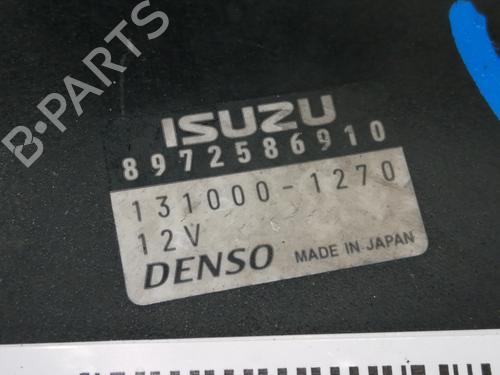 ISUZU
8972586910
131000-1270
12V
DENSO MADE IN JAPAN
B-PARTS